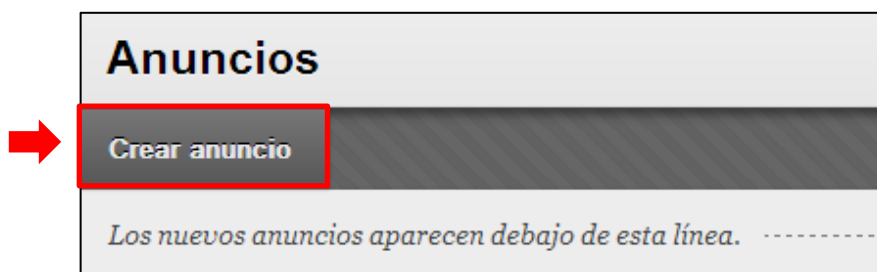 Anuncios
Crear anuncio
Los nuevos anuncios aparecen debajo de esta línea.